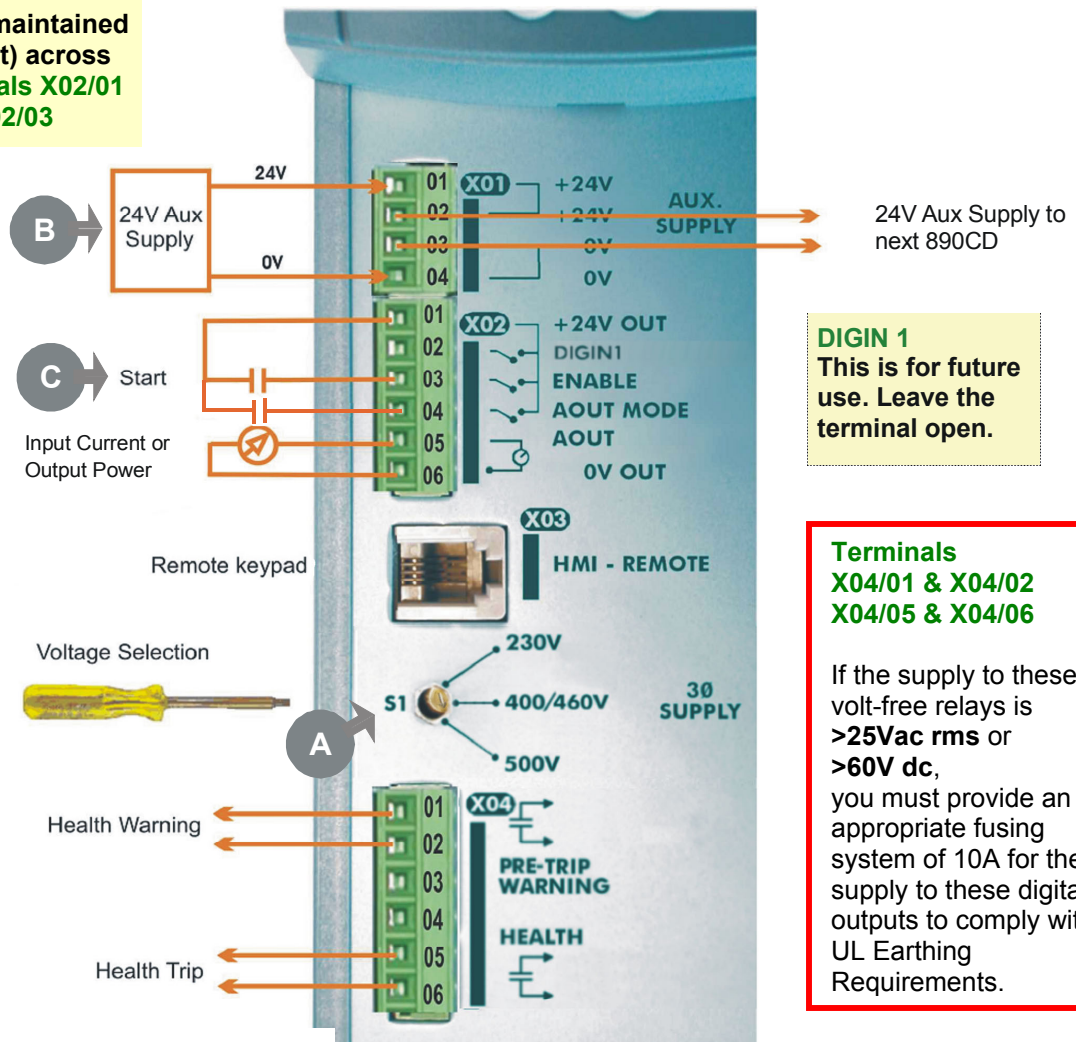 maintained
t) across
als X02/01
02/03
B
24V Aux
Supply
24V
0V
01
02
03
04
X01
+24V
+24V
0V
0V
AUX.
SUPPLY
24V Aux Supply to
next 890CD
C
Start
Input Current or
Output Power
01
02
03
04
05
06
X02
+24V OUT
DIGIN1
ENABLE
AOUT MODE
AOUT
0V OUT
DIGIN 1
This is for future
use. Leave the
terminal open.
Remote keypad
X03
HMI - REMOTE
Voltage Selection
A
S1
230V
400/460V
500V
3Ø
SUPPLY
Health Warning
Health Trip
01
02
03
04
05
06
X04
PRE-TRIP
WARNING
HEALTH
Terminals
X04/01 & X04/02
X04/05 & X04/06
If the supply to these
volt-free relays is
>25Vac rms or
>60V dc,
you must provide an
appropriate fusing
system of 10A for the
supply to these digita
outputs to comply wit
UL Earthing
Requirements.